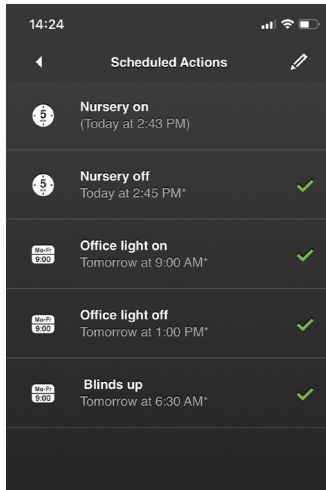 14:24
Scheduled Actions
5
Nursery on
(Today at 2:43 PM)
5
Nursery off
Today at 2:45 PM*
Mo-Fr
9:00
Office light on
Tomorrow at 9:00 AM*
Mo-Fr
9:00
Office light off
Tomorrow at 1:00 PM*
Mo-Fr
9:00
Blinds up
Tomorrow at 6:30 AM*